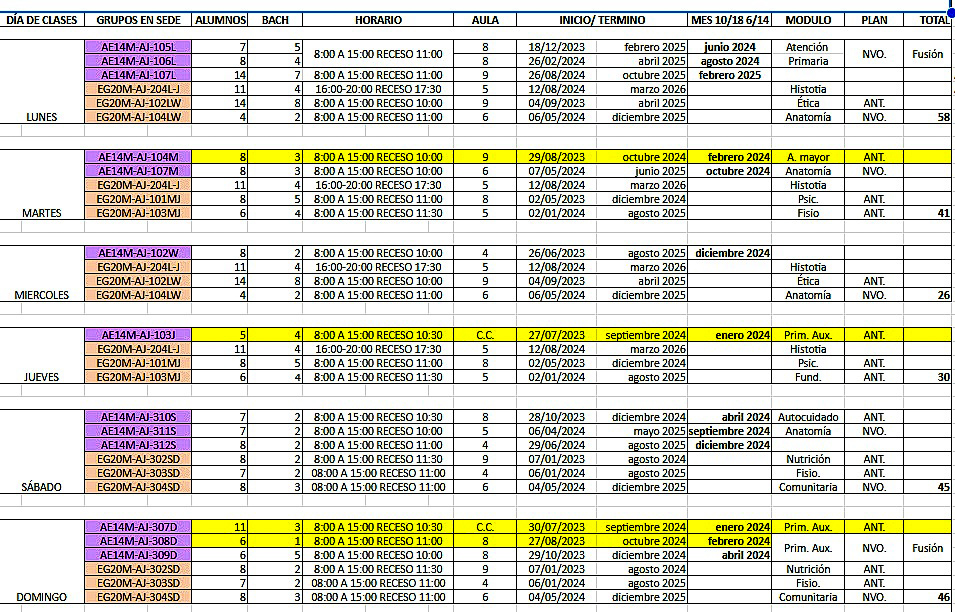 DÍA DE CLASES GRUPOS EN SEDE ALUMNOS BACH HORARIO AULA INICIO/ TERMINO MES 10/18 6/14 MODULO PLAN TOTAL
AE14M-AJ-105L 7 5 8:00 A 15:00 RECESO 11:00 8 18/12/2023 febrero 2025 junio 2024 Atención Primaria NVO. Fusión
AE14M-AJ-106L 8 4 8 26/02/2024 abril 2025 agosto 2024
AE14M-AJ-107L 14 7 8:00 A 15:00 RECESO 11:00 9 26/08/2024 octubre 2025 febrero 2025
EG20M-AJ-204L-J 11 4 16:00-20:00 RECESO 17:30 5 12/08/2024 marzo 2026 Histotia
EG20M-AJ-102LW 14 8 8:00 A 15:00 RECESO 10:00 9 04/09/2023 abril 2025 Ética ANT.
LUNES EG20M-AJ-104LW 4 2 8:00 A 15:00 RECESO 11:00 6 06/05/2024 diciembre 2025 Anatomía NVO. 58
AE14M-AJ-104M 8 3 8:00 A 15:00 RECESO 10:00 9 29/08/2023 octubre 2024 febrero 2024 A. mayor ANT.
AE14M-AJ-107M 8 3 8:00 A 15:00 RECESO 10:00 6 07/05/2024 junio 2025 octubre 2024 Anatomía NVO.
EG20M-AJ-204L-J 11 4 16:00-20:00 RECESO 17:30 5 12/08/2024 marzo 2026 Histotia
EG20M-AJ-101MJ 8 5 8:00 A 15:00 RECESO 11:00 8 02/05/2023 diciembre 2024 Psic. ANT.
MARTES EG20M-AJ-103MJ 6 4 8:00 A 15:00 RECESO 11:30 5 02/01/2024 agosto 2025 Fisio ANT. 41
AE14M-AJ-102W 8 2 8:00 A 15:00 RECESO 10:00 4 26/06/2023 agosto 2025 diciembre 2024
EG20M-AJ-204L-J 11 4 16:00-20:00 RECESO 17:30 5 12/08/2024 marzo 2026 Histotia
EG20M-AJ-102LW 14 8 8:00 A 15:00 RECESO 10:00 9 04/09/2023 abril 2025 Ética ANT.
MIERCOLES EG20M-AJ-104LW 4 2 8:00 A 15:00 RECESO 11:00 6 06/05/2024 diciembre 2025 Anatomía NVO. 26
AE14M-AJ-103J 5 4 8:00 A 15:00 RECESO 10:30 C.C. 27/07/2023 septiembre 2024 enero 2024 Prim. Aux. ANT.
EG20M-AJ-204L-J 11 4 16:00-20:00 RECESO 17:30 5 12/08/2024 marzo 2026 Histotia
EG20M-AJ-101MJ 8 5 8:00 A 15:00 RECESO 11:00 8 02/05/2023 diciembre 2024 Psic. ANT.
JUEVES EG20M-AJ-103MJ 6 4 8:00 A 15:00 RECESO 11:30 5 02/01/2024 agosto 2025 Fund. ANT. 30
AE14M-AJ-310S 7 2 8:00 A 15:00 RECESO 10:30 8 28/10/2023 diciembre 2024 abril 2024 Autocuidado ANT.
AE14M-AJ-311S 7 2 8:00 A 15:00 RECESO 10:00 5 06/04/2024 mayo 2025 septiembre 2024 Anatomía NVO.
AE14M-AJ-312S 8 2 8:00 A 15:00 RECESO 11:00 4 29/06/2024 agosto 2025 diciembre 2024
EG20M-AJ-302SD 8 2 8:00 A 15:00 RECESO 11:30 9 07/01/2023 agosto 2024 Nutrición ANT.
EG20M-AJ-303SD 7 2 08:00 A 15:00 RECESO 11:00 4 06/01/2024 agosto 2025 Fisio. ANT.
SÁBADO EG20M-AJ-304SD 8 3 08:00 A 15:00 RECESO 11:00 6 04/05/2024 diciembre 2025 Comunitaria NVO. 45
AE14M-AJ-307D 11 3 8:00 A 15:00 RECESO 10:30 C.C. 30/07/2023 septiembre 2024 enero 2024 Prim. Aux. ANT.
AE14M-AJ-308D 6 1 8:00 A 15:00 RECESO 11:00 8 27/08/2023 octubre 2024 febrero 2024 Prim. Aux. NVO. Fusión
AE14M-AJ-309D 6 5 8:00 A 15:00 RECESO 10:00 8 29/10/2023 diciembre 2024 abril 2024
EG20M-AJ-302SD 8 2 8:00 A 15:00 RECESO 11:30 9 07/01/2023 agosto 2024 Nutrición ANT.
EG20M-AJ-303SD 7 2 08:00 A 15:00 RECESO 11:00 4 06/01/2024 agosto 2025 Fisio. ANT.
DOMINGO EG20M-AJ-304SD 8 3 08:00 A 15:00 RECESO 11:00 6 04/05/2024 diciembre 2025 Comunitaria NVO. 46